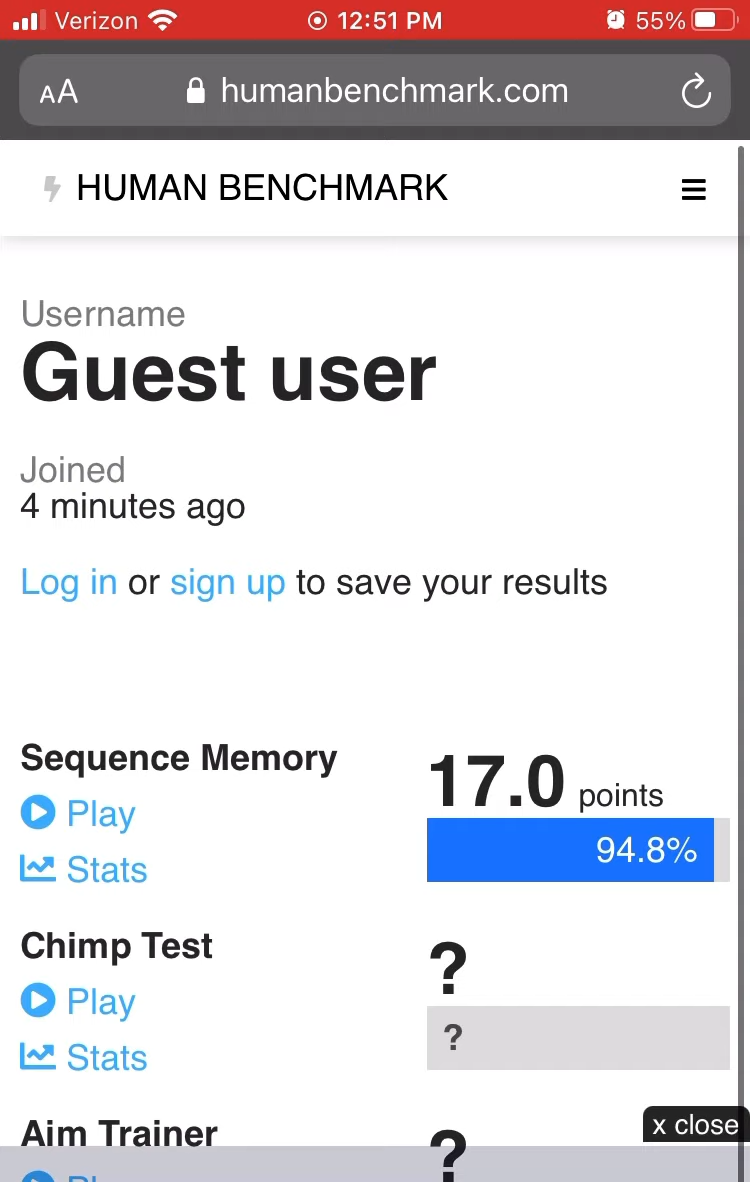 Verizon 12:51 PM 55%
AA humanbenchmark.com
HUMAN BENCHMARK
Username
Guest user
Joined
4 minutes ago
Log in or sign up to save your results
Sequence Memory
17.0 points
Play
94.8%
Stats
Chimp Test
?
Play
?
Stats
x close
Aim Trainer
?